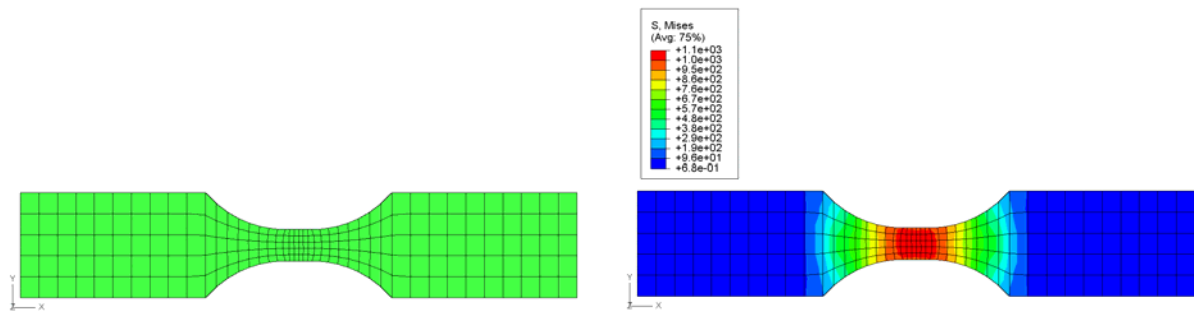 S, Mises
(Avg: 75%)
+1.1e+03
+1.0e+03
+9.5e+02
+8.6e+02
+7.6e+02
+6.7e+02
+5.7e+02
+4.8e+02
+3.8e+02
+2.9e+02
+1.9e+02
+9.6e+01
+6.8e-01
Y
Z X
Y
Z X